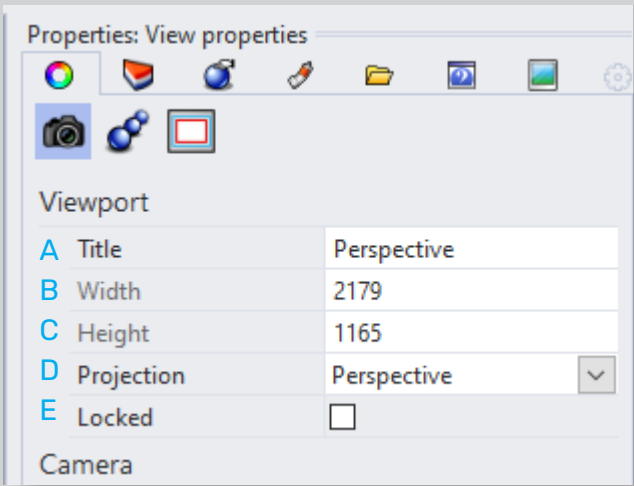 Properties: View properties
Viewport
A Title Perspective
B Width 2179
C Height 1165
D Projection Perspective
E Locked
Camera